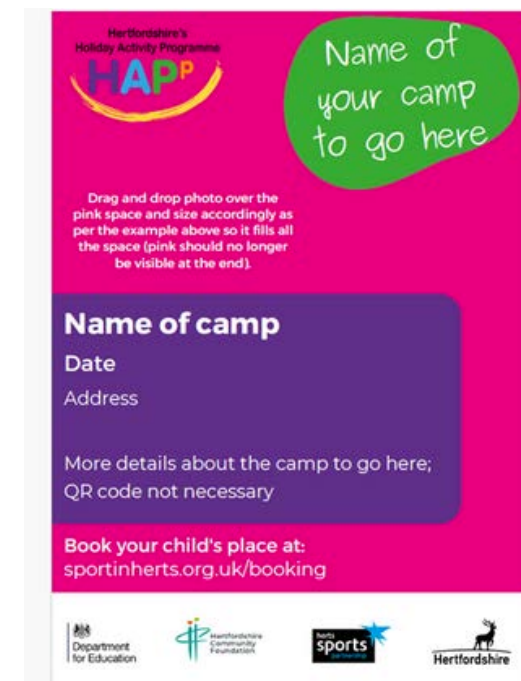 Hertfordshire's
Holiday Activity Programme
HAPP
Name of
your camp
to go here
Drag and drop photo over the
pink space and size accordingly as
per the example above so it fills all
the space (pink should no longer
be visible at the end).
Name of camp
Date
Address
More details about the camp to go here;
QR code not necessary
Book your child's place at:
sportinherts.org.uk/booking
Department
for Education
Hertfordshire
Community
Foundation
herts
sports
partnership
Hertfordshire